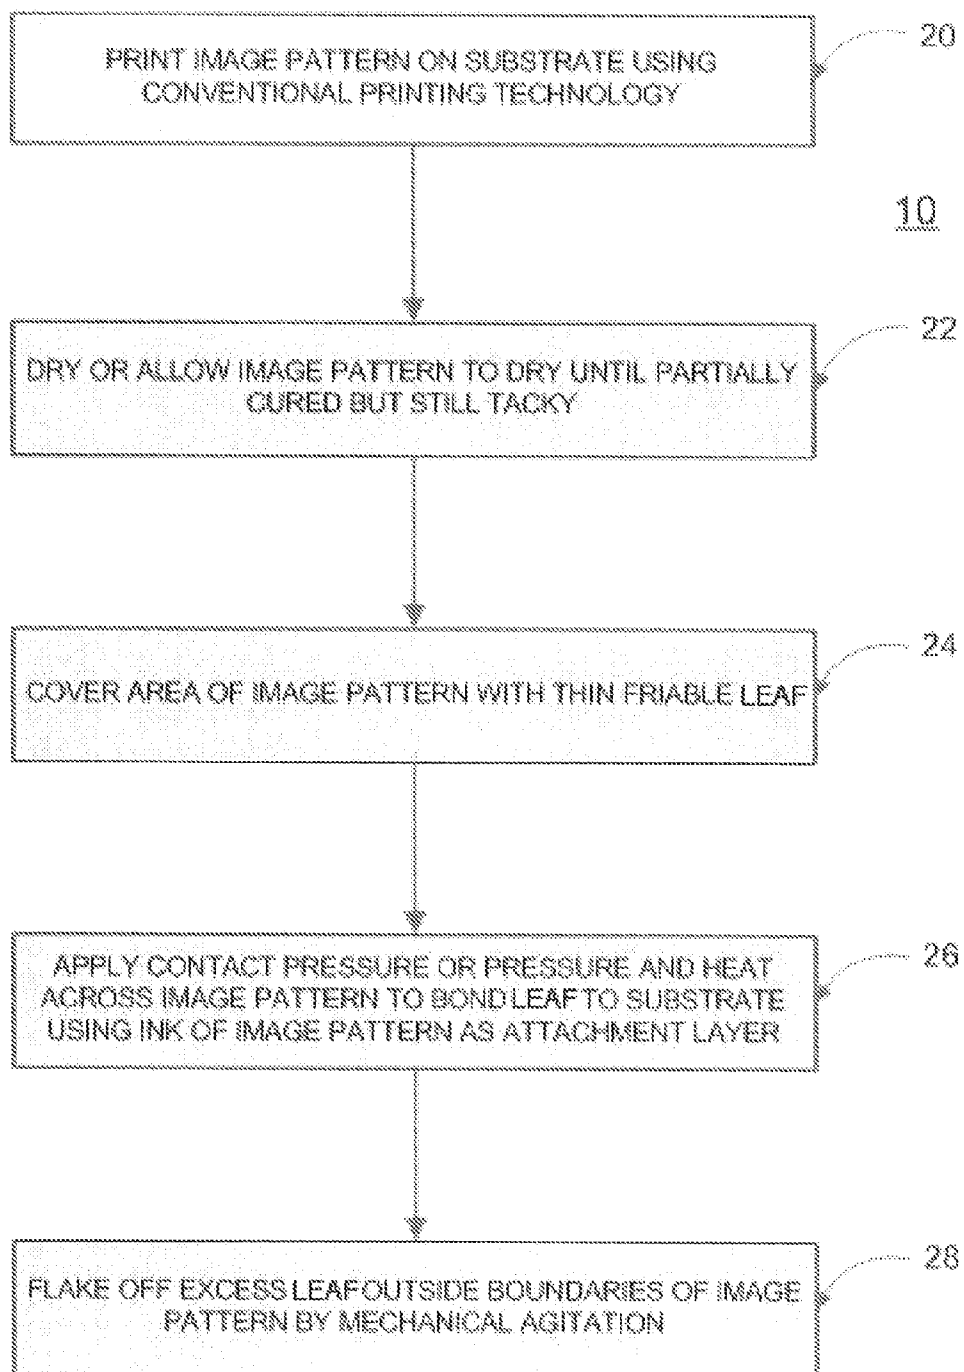 PRINT IMAGE PATTERN ON SUBSTRATE USING
CONVENTIONAL PRINTING TECHNOLOGY
20
10
DRY OR ALLOW IMAGE PATTERN TO DRY UNTIL PARTIALLY
CURED BUT STILL TACKY
22
COVER AREA OF IMAGE PATTERN WITH THIN FRIABLE LEAF
24
APPLY CONTACT PRESSURE OR PRESSURE AND HEAT
ACROSS IMAGE PATTERN TO BOND LEAF TO SUBSTRATE
USING INK OF IMAGE PATTERN AS ATTACHMENT LAYER
26
FLAKE OFF EXCESS LEAF OUTSIDE BOUNDARIES OF IMAGE
PATTERN BY MECHANICAL AGITATION
28